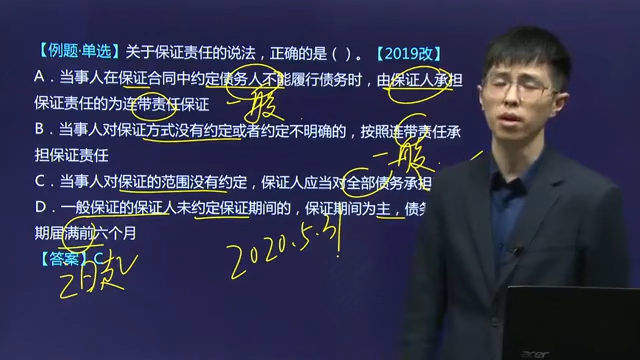 【例题·单选】关于保证责任的说法，正确的是（ ）。【2019改】
A．当事人在保证合同中约定债务人不能履行债务时，由保证人承担
保证责任的为连带责任保证
一般
B．当事人对保证方式没有约定或者约定不明确的，按照连带责任承
担保证责任
一般
C．当事人对保证的范围没有约定，保证人应当对全部债务承担
D．一般保证的保证人未约定保证期间的，保证期间为主，债务
期届满前六个月
【答案】C
2020.5.31
acer